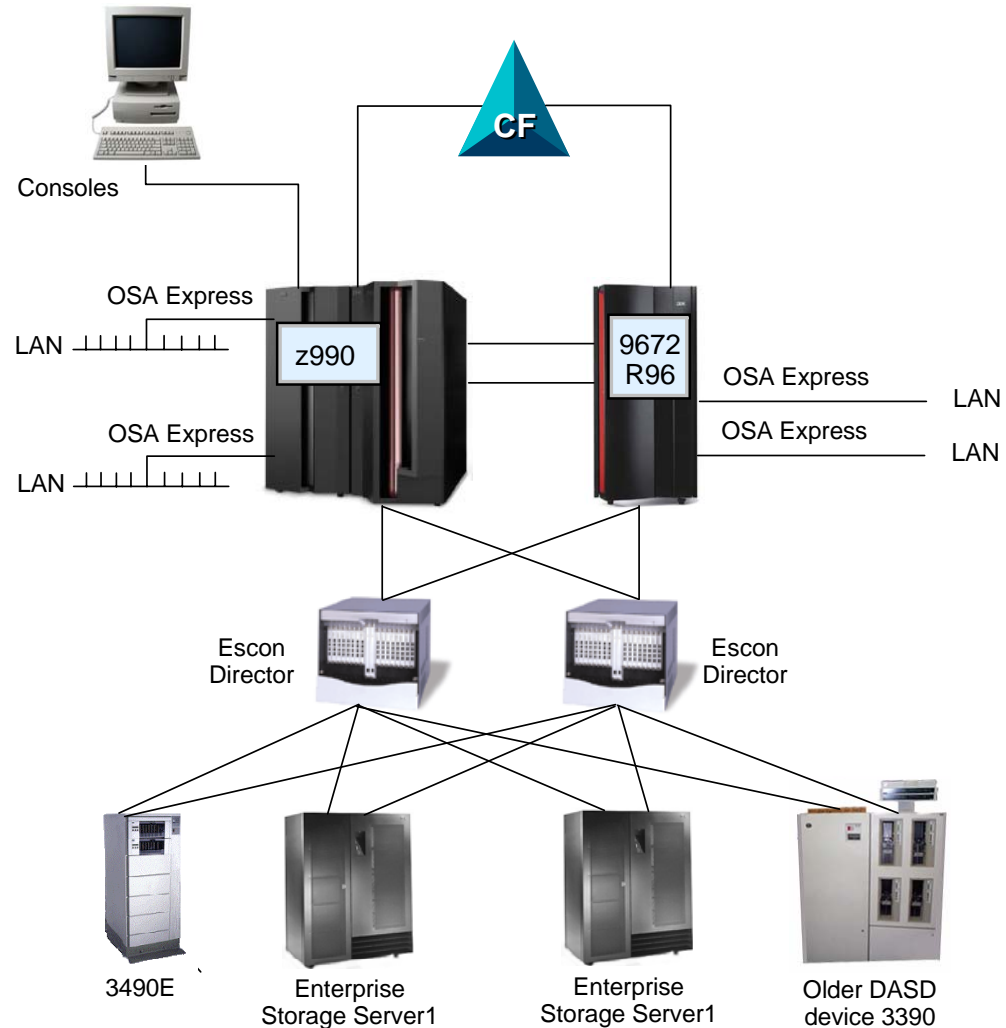 CF
Consoles
OSA Express
LAN
z990
9672
R96
OSA Express
LAN
OSA Express
LAN
OSA Express
LAN
Escon
Director
Escon
Director
3490E
Enterprise
Storage Server1
Enterprise
Storage Server1
Older DASD
device 3390